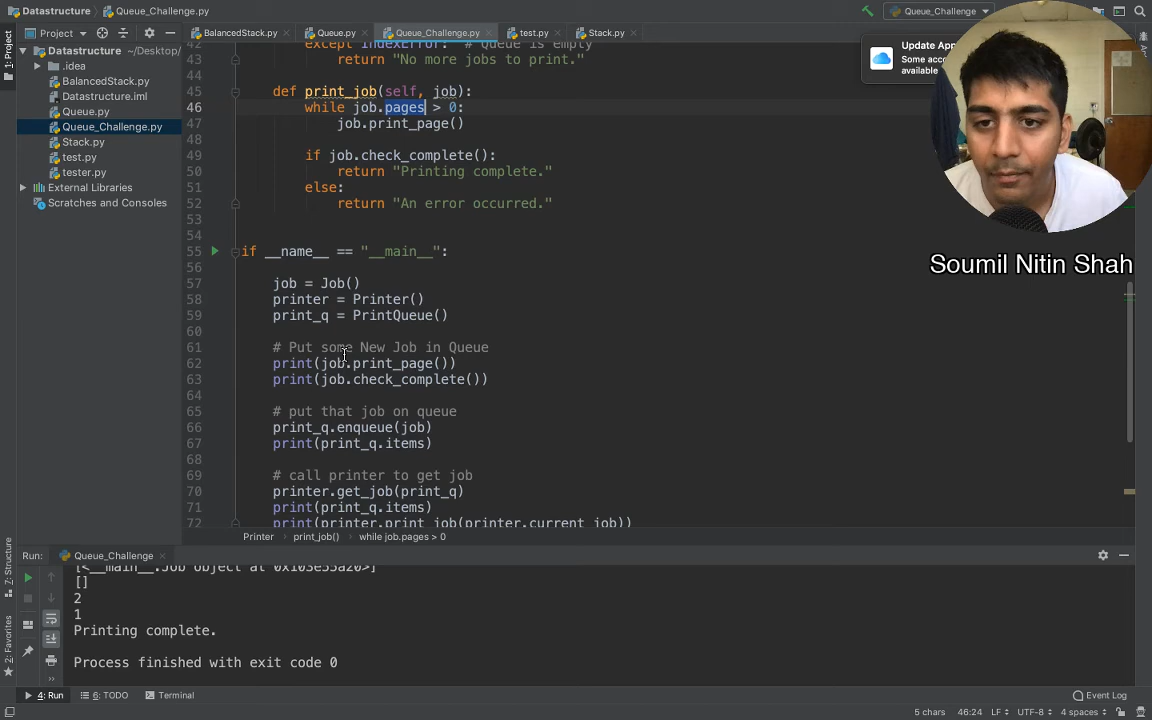 Datastructure
Queue_Challenge.py
Queue_Challenge
Project
BalancedStack.py
Queue.py
Queue_Challenge.py
test.py
Stack.py
Datastructure ~/Desktop/
.idea
BalancedStack.py
Datastructure.iml
Queue.py
Queue_Challenge.py
Stack.py
test.py
tester.py
External Libraries
Scratches and Consoles
1: Project
7: Structure
2: Favorites
42 except IndexError: # Queue is empty
43 return "No more jobs to print."
44
45 def print_job(self, job):
46 while job.pages > 0:
47 job.print_page()
48
49 if job.check_complete():
50 return "Printing complete."
51 else:
52 return "An error occurred."
53
54
55 if __name__ == "__main__":
56
57 job = Job()
58 printer = Printer()
59 print_q = PrintQueue()
60
61 # Put some New Job in Queue
62 print(job.print_page())
63 print(job.check_complete())
64
65 # put that job on queue
66 print_q.enqueue(job)
67 print(print_q.items)
68
69 # call printer to get job
70 printer.get_job(print_q)
71 print(print_q.items)
72 print(printer.print_job(printer.current_job))
Update App
Some acco
available
Soumil Nitin Shah
Printer
print_job()
while job.pages > 0
Run:
Queue_Challenge
[<__main__.Job object at 0x103e55a20>]
[]
2
1
Printing complete.
Process finished with exit code 0
4: Run
6: TODO
Terminal
Event Log
5 chars
46:24
LF
UTF-8
4 spaces